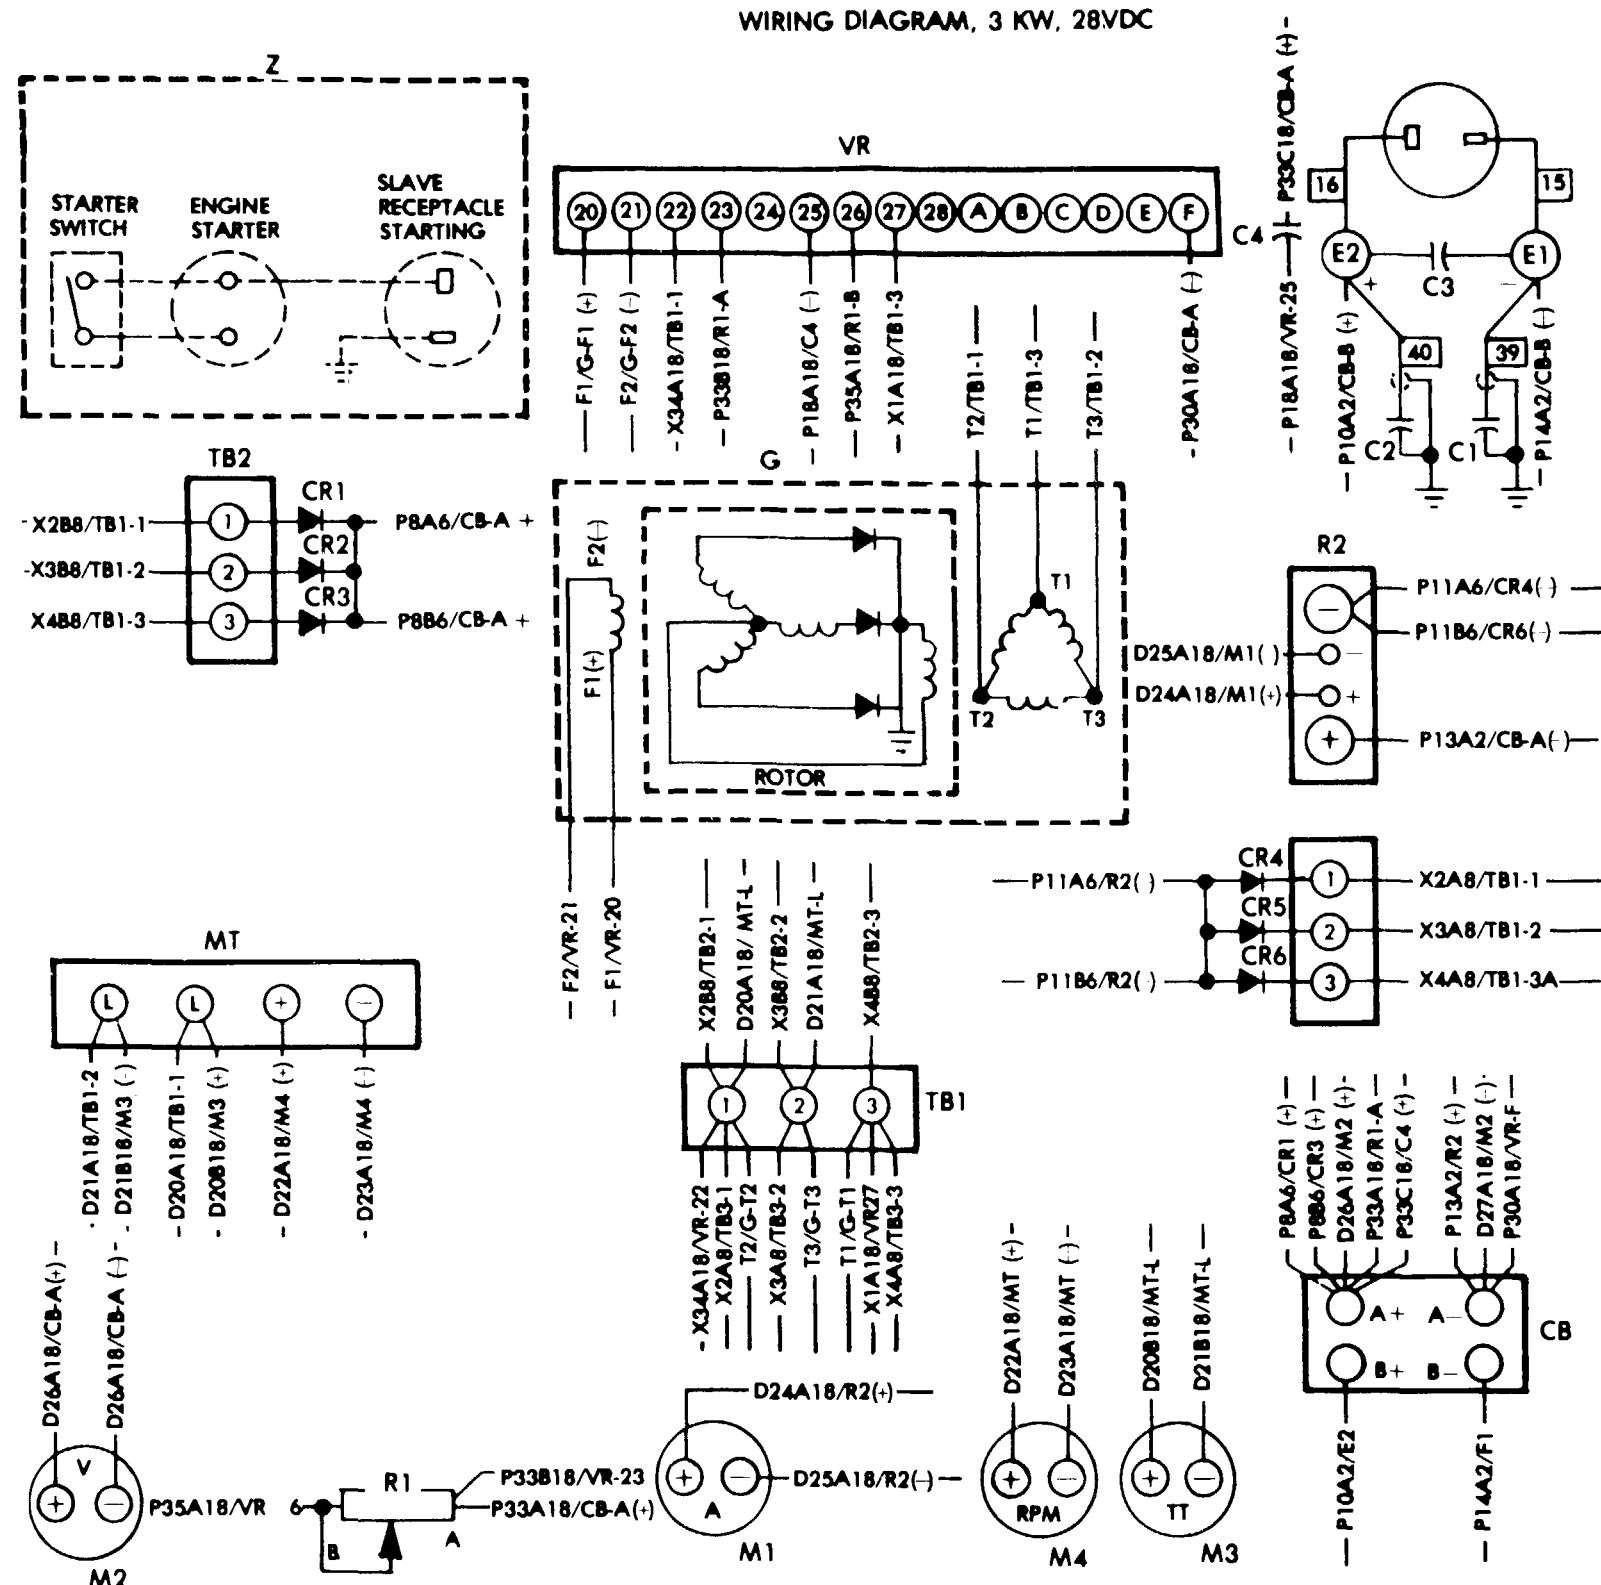 WIRING DIAGRAM, 3 KW, 28VDC
Z
STARTER
SWITCH
ENGINE
STARTER
SLAVE
RECEPTACLE
STARTING
VR
20 21 22 23 24 25 26 27 28 A B C D E F
F1/G-F1 (+)
F2/G-F2 (-)
X34A18/TB1-1
P33B18/R1-A
P18A18/C4 (-)
P35A18/R1-B
X1A18/TB1-3
P30A18/CB-A (-)
C4
P33C18/CB-A (+)
P18A18/VR-25
16
15
E2
E1
+
-
C3
P10A2/CB-B (+)
40
39
P14A2/CB-B (-)
C2
C1
TB2
X2B8/TB1-1
1
CR1
P8A6/CB-A +
X3B8/TB1-2
2
CR2
X4B8/TB1-3
3
CR3
P8B6/CB-A +
G
T2/TB1-1
T1/TB1-3
T3/TB1-2
F2(-)
F1(+)
T1
T2
T3
ROTOR
F2/VR-21
F1/VR-20
R2
P11A6/CR4(-)
-
P11B6/CR6(-)
D25A18/M1( )
-
D24A18/M1(+)
+
+
P13A2/CB-A(-)
P11A6/R2( )
CR4
1
X2A8/TB1-1
CR5
2
X3A8/TB1-2
P11B6/R2(-)
CR6
3
X4A8/TB1-3A
MT
L L + -
D21A18/TB1-2
D21B18/M3 (-)
D20A18/TB1-1
D20B18/M3 (+)
D22A18/M4 (+)
D23A18/M4 (-)
X2B8/TB2-1
D20A18/ MT-L
X3B8/TB2-2
D21A18/MT-L
X4B8/TB2-3
1 2 3
TB1
X34A18/VR-22
X2A8/TB3-1
T2/G-T2
X3A8/TB3-2
T3/G-T3
T1/G-T1
X1A18/VR27
X4A8/TB3-3
P8A6/CR1 (+)
P8B6/CR3 (+)
D26A18/M2 (+)
P33A18/R1-A
P33C18/C4 (+)
P13A2/R2 (+)
D27A18/M2 (-)
P30A18/VR-F
A+ A-
B+ B-
CB
P10A2/E2
P14A2/F1
D26A18/CB-A(+)
D26A18/CB-A (-)
V
+ -
M2
P35A18/VR 6
R1
B
A
P33B18/VR-23
P33A18/CB-A(+)
D24A18/R2(+)
+ -
D25A18/R2(-)
A
M1
D22A18/MT (+)
D23A18/MT (-)
+ -
RPM
M4
D20B18/MT-L
D21B18/MT-L
+ -
TT
M3